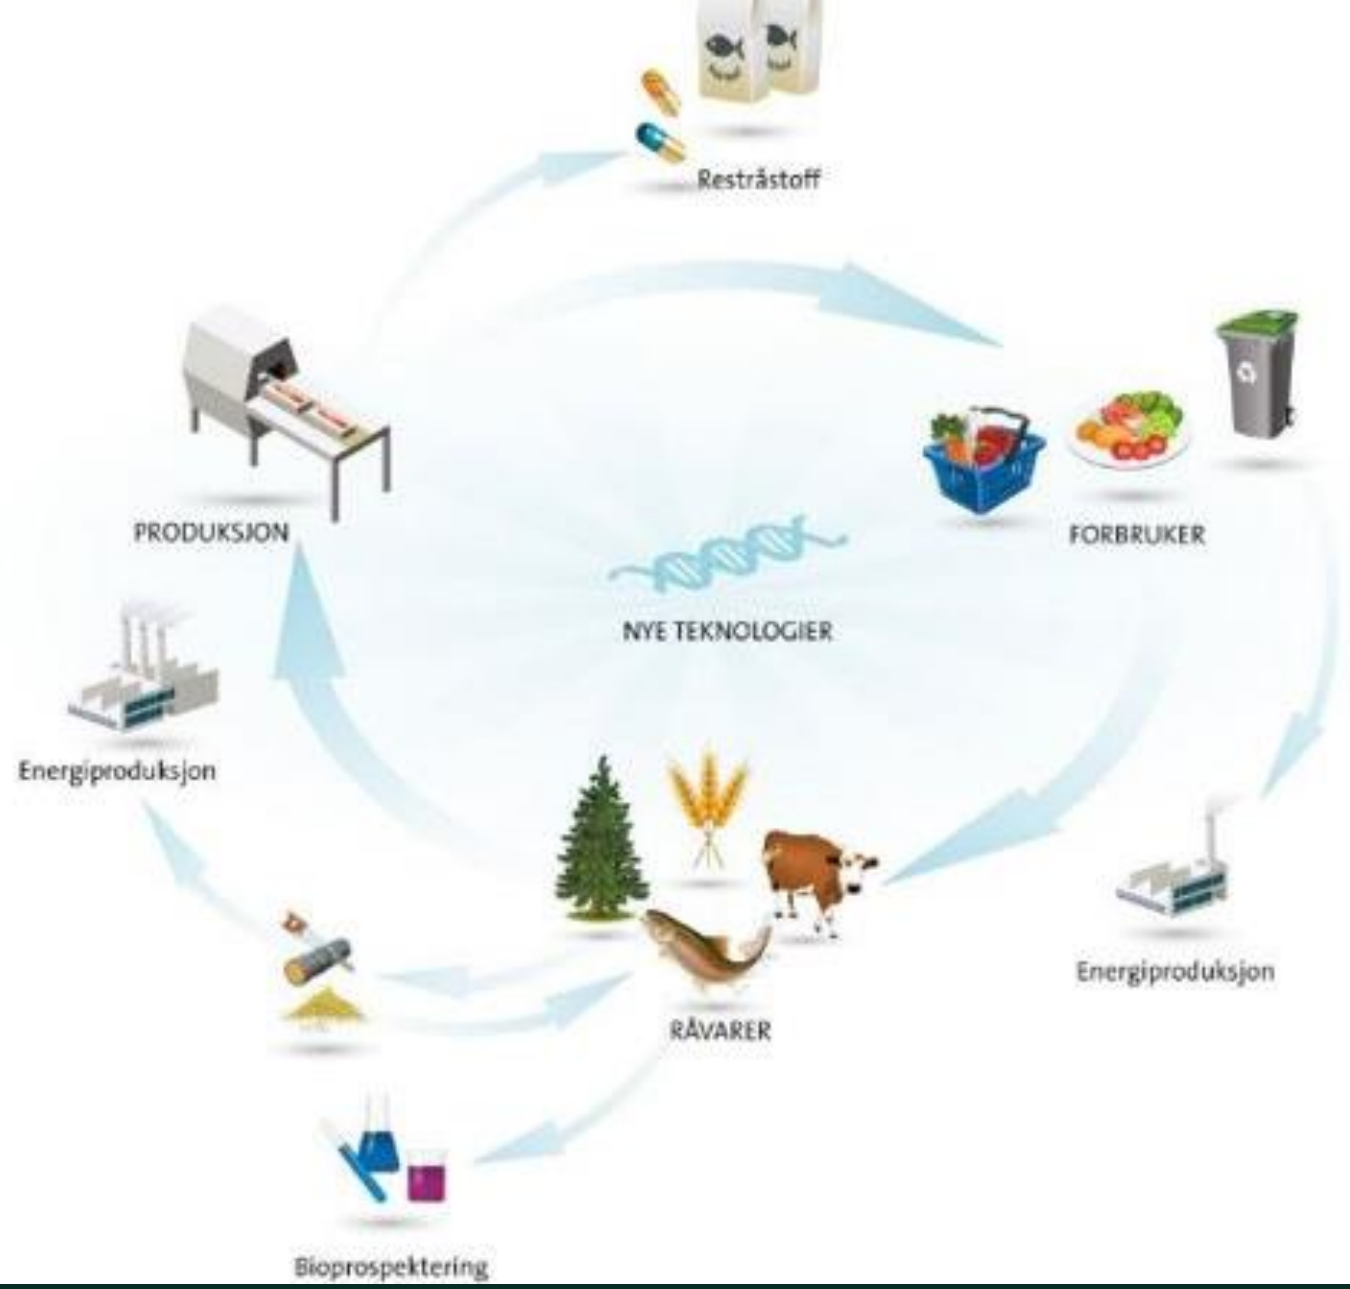 Restråstoff
PRODUKSJON
FORBRUKER
NYE TEKNOLOGIER
Energiproduksjon
Energiproduksjon
RÅVARER
Bioprospektering